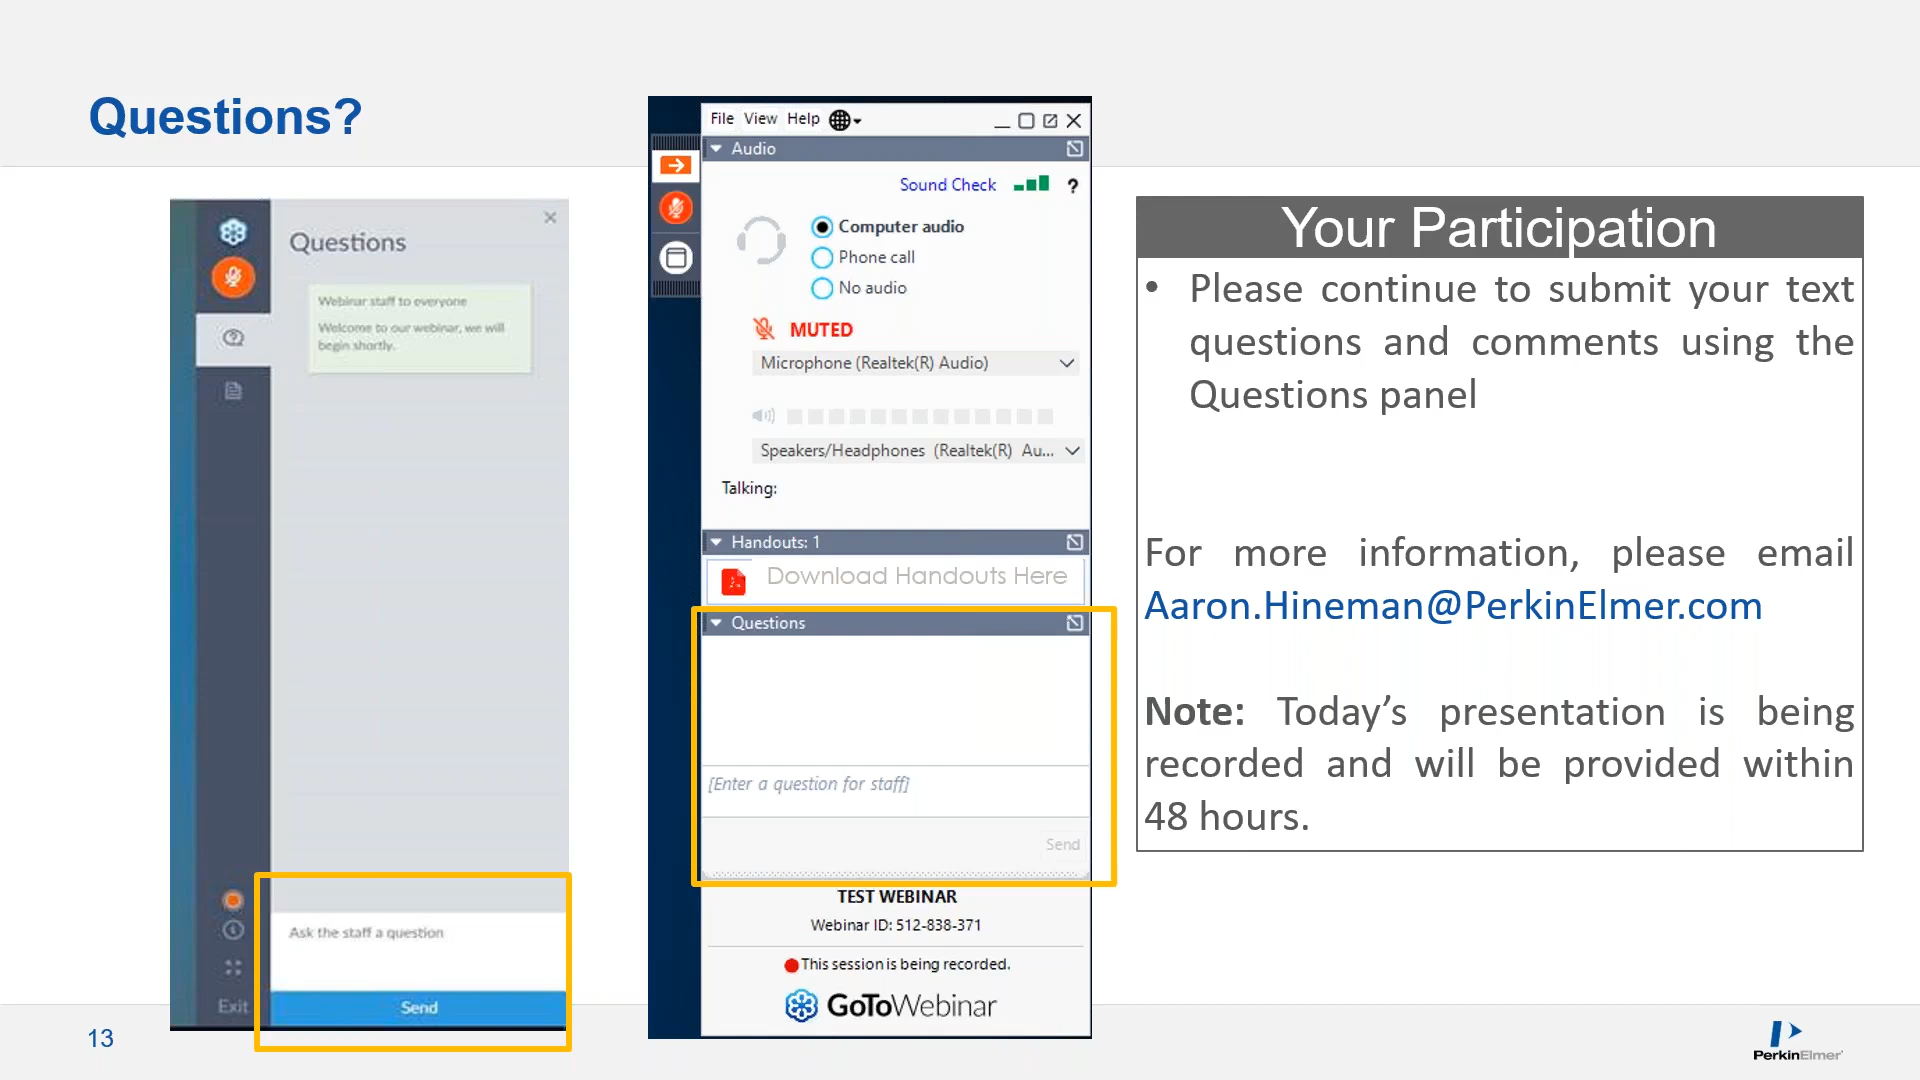 Questions?
Questions
Webinar staff to everyone
Welcome to our webinar, we will
begin shortly.
Ask the staff a question
Send
Exit
File View Help
Audio
Sound Check
?
Computer audio
Phone call
No audio
MUTED
Microphone (Realtek(R) Audio)
Speakers/Headphones (Realtek(R) Au...
Talking:
Handouts: 1
Download Handouts Here
Questions
[Enter a question for staff]
Send
TEST WEBINAR
Webinar ID: 512-838-371
This session is being recorded.
GoToWebinar
Your Participation
• Please continue to submit your text
questions and comments using the
Questions panel
For more information, please email
Aaron.Hineman@PerkinElmer.com
Note: Today’s presentation is being
recorded and will be provided within
48 hours.
13
PerkinElmer